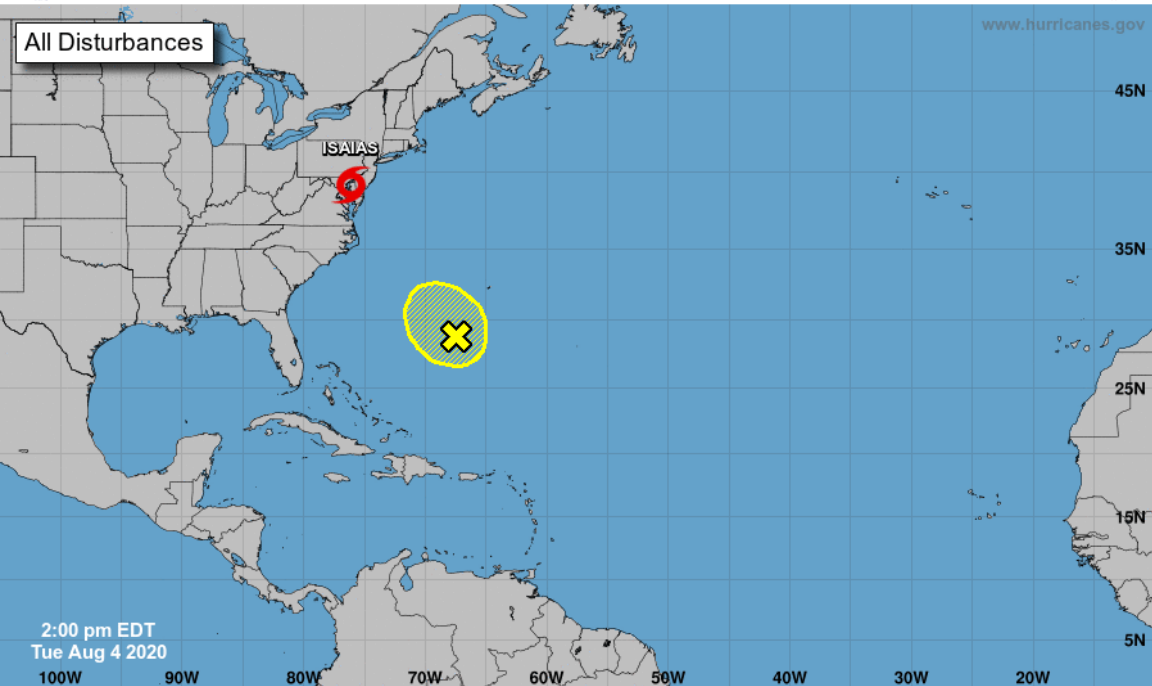 All Disturbances
www.hurricanes.gov
45N
ISAIAS
35N
25N
15N
2:00 pm EDT
Tue Aug 4 2020
5N
100W 90W 80W 70W 60W 50W 40W 30W 20W